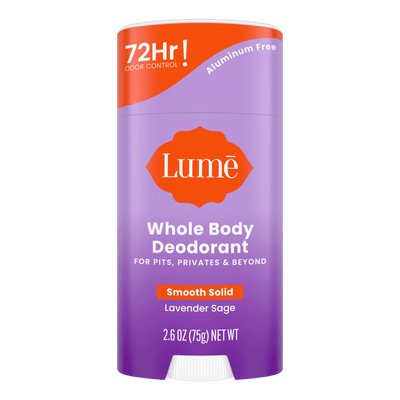 72Hr!
ODOR CONTROL
Aluminum Free
Lumē
Whole Body
Deodorant
FOR PITS, PRIVATES & BEYOND
Smooth Solid
Lavender Sage
2.6 OZ (75g) NET WT